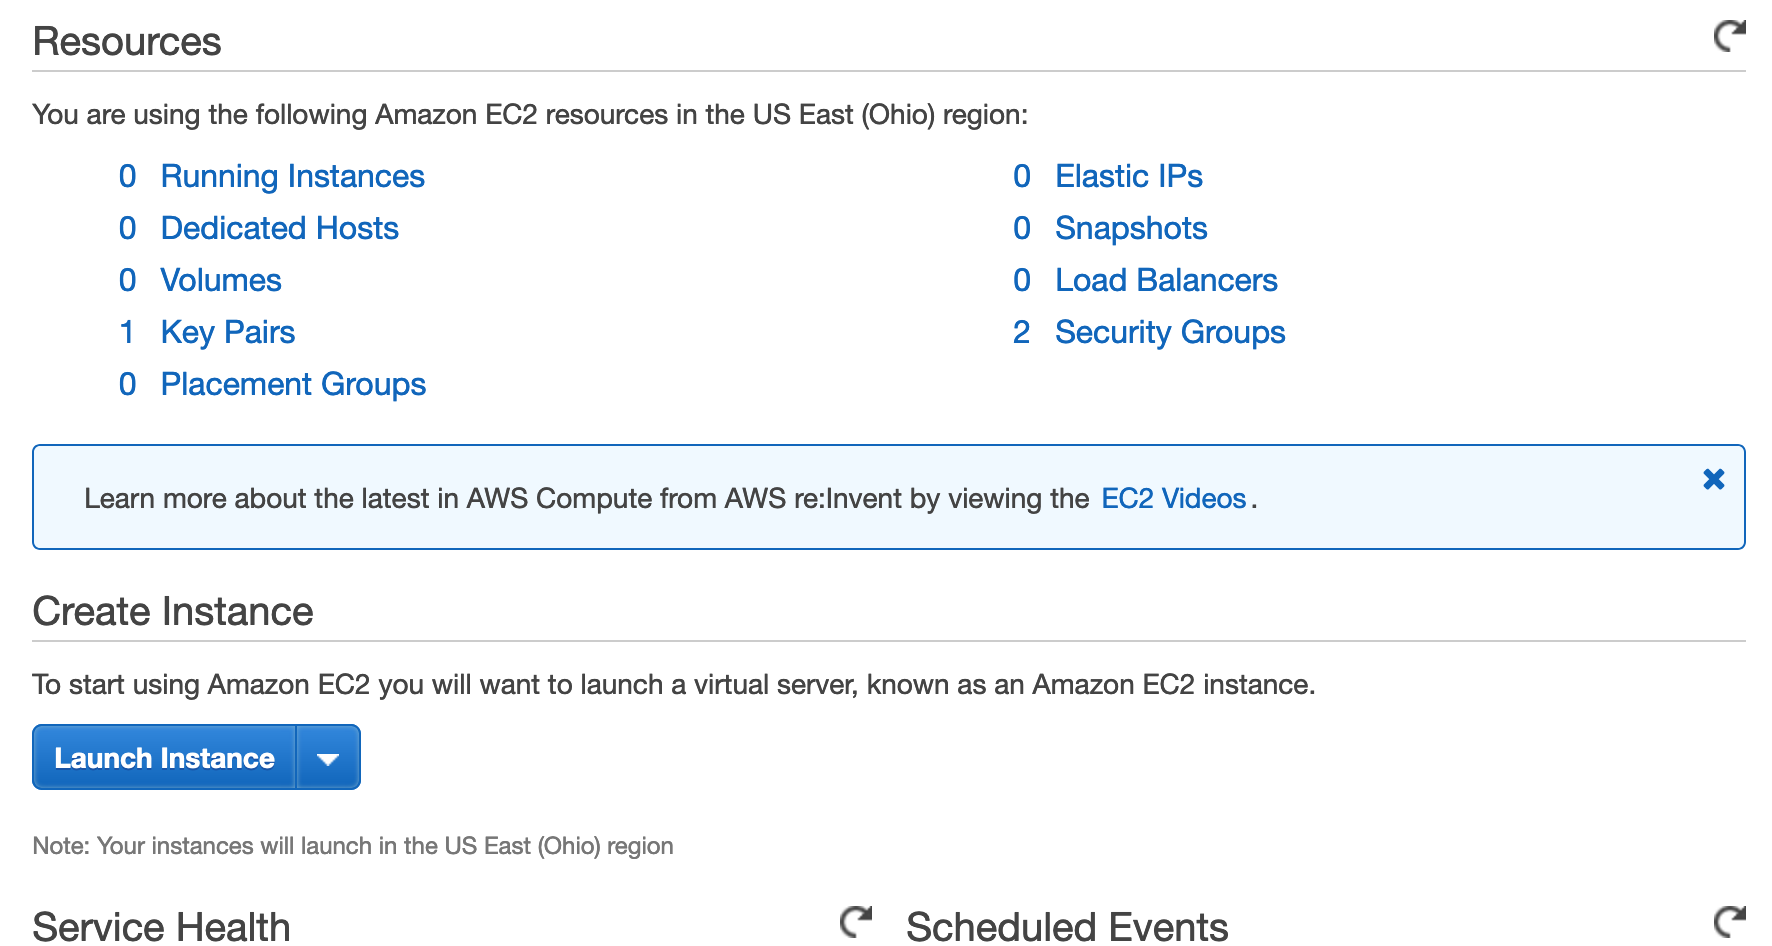 Resources
You are using the following Amazon EC2 resources in the US East (Ohio) region:
0 Running Instances
0 Dedicated Hosts
0 Volumes
1 Key Pairs
0 Placement Groups
0 Elastic IPs
0 Snapshots
0 Load Balancers
2 Security Groups
Learn more about the latest in AWS Compute from AWS re:Invent by viewing the EC2 Videos .
Create Instance
To start using Amazon EC2 you will want to launch a virtual server, known as an Amazon EC2 instance.
Launch Instance
Note: Your instances will launch in the US East (Ohio) region
Service Health
Scheduled Events